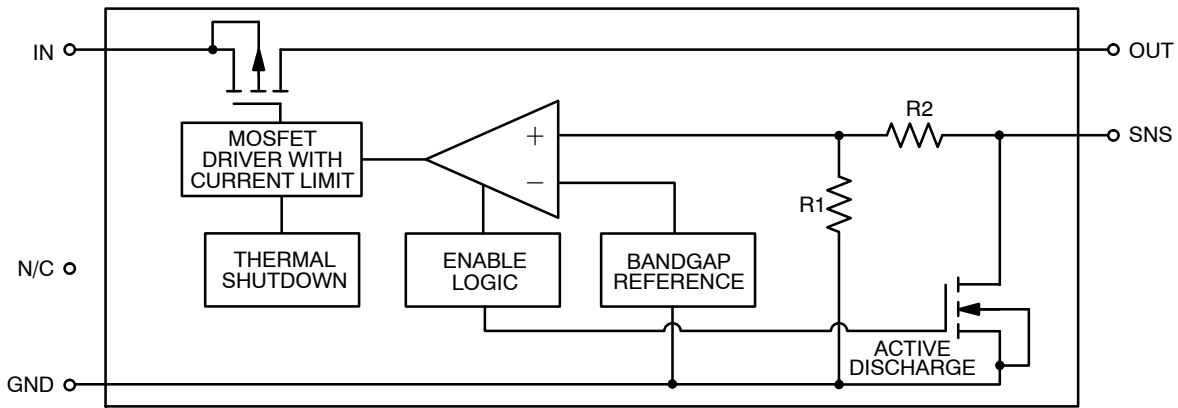 IN
OUT
R2
SNS
+
−
MOSFET
DRIVER WITH
CURRENT LIMIT
R1
N/C
THERMAL
SHUTDOWN
ENABLE
LOGIC
BANDGAP
REFERENCE
ACTIVE
DISCHARGE
GND